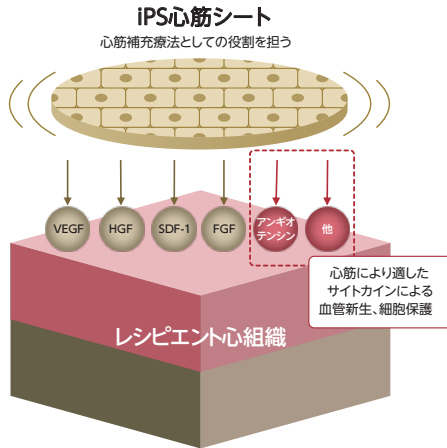 iPS心筋シート
心筋補充療法としての役割を担う
VEGF
HGF
SDF-1
FGF
アンギオ
テンシン
他
心筋により適した
サイトカインによる
血管新生、細胞保護
レシピエント心組織